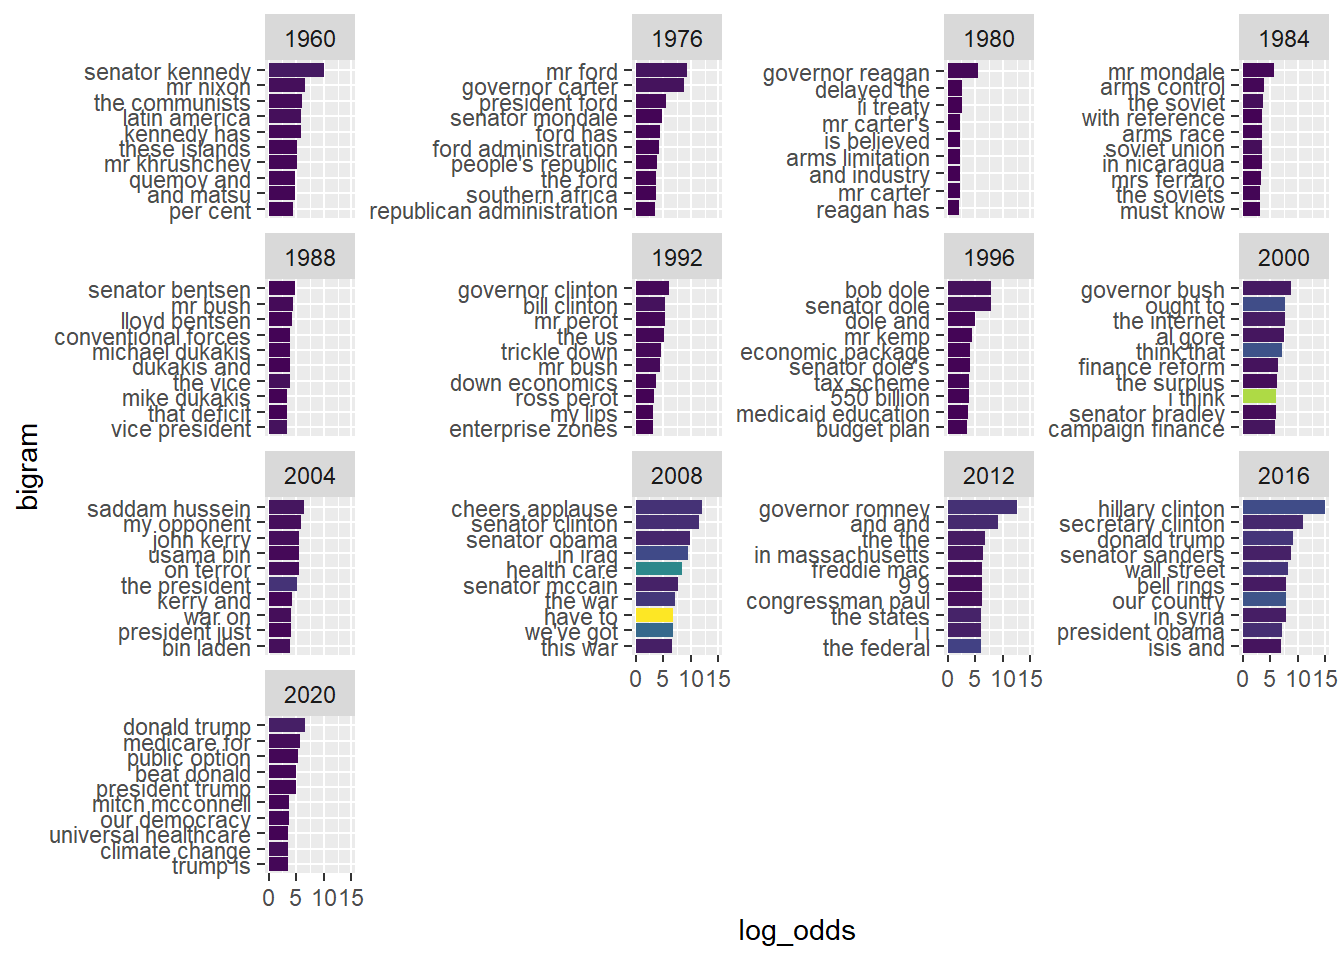 1960
senator kennedy
mr nixon
the communists
latin america
kennedy has
these islands
mr khrushchev
quemoy and
and matsu
per cent
1976
mr ford
governor carter
president ford
senator mondale
ford has
ford administration
people's republic
the ford
southern africa
republican administration
1980
governor reagan
delayed the
ii treaty
mr carter's
is believed
arms limitation
and industry
mr carter
reagan has
1984
mr mondale
arms control
the soviet
with reference
arms race
soviet union
in nicaragua
mrs ferraro
the soviets
must know
1988
senator bentsen
mr bush
lloyd bentsen
conventional forces
michael dukakis
dukakis and
the vice
mike dukakis
that deficit
vice president
1992
governor clinton
bill clinton
mr perot
the us
trickle down
mr bush
down economics
ross perot
my lips
enterprise zones
1996
bob dole
senator dole
dole and
mr kemp
economic package
senator dole's
tax scheme
550 billion
medicaid education
budget plan
2000
governor bush
ought to
the internet
al gore
think that
finance reform
the surplus
i think
senator bradley
campaign finance
bigram
2004
saddam hussein
my opponent
john kerry
usama bin
on terror
the president
kerry and
war on
president just
bin laden
2008
cheers applause
senator clinton
senator obama
in iraq
health care
senator mccain
the war
have to
we've got
this war
0 5 10 15
2012
governor romney
and and
the the
in massachusetts
freddie mac
9 9
congressman paul
the states
i i
the federal
0 5 10 15
2016
hillary clinton
secretary clinton
donald trump
senator sanders
wall street
bell rings
our country
in syria
president obama
isis and
0 5 10 15
2020
donald trump
medicare for
public option
beat donald
president trump
mitch mcconnell
our democracy
universal healthcare
climate change
trump is
0 5 10 15
log_odds